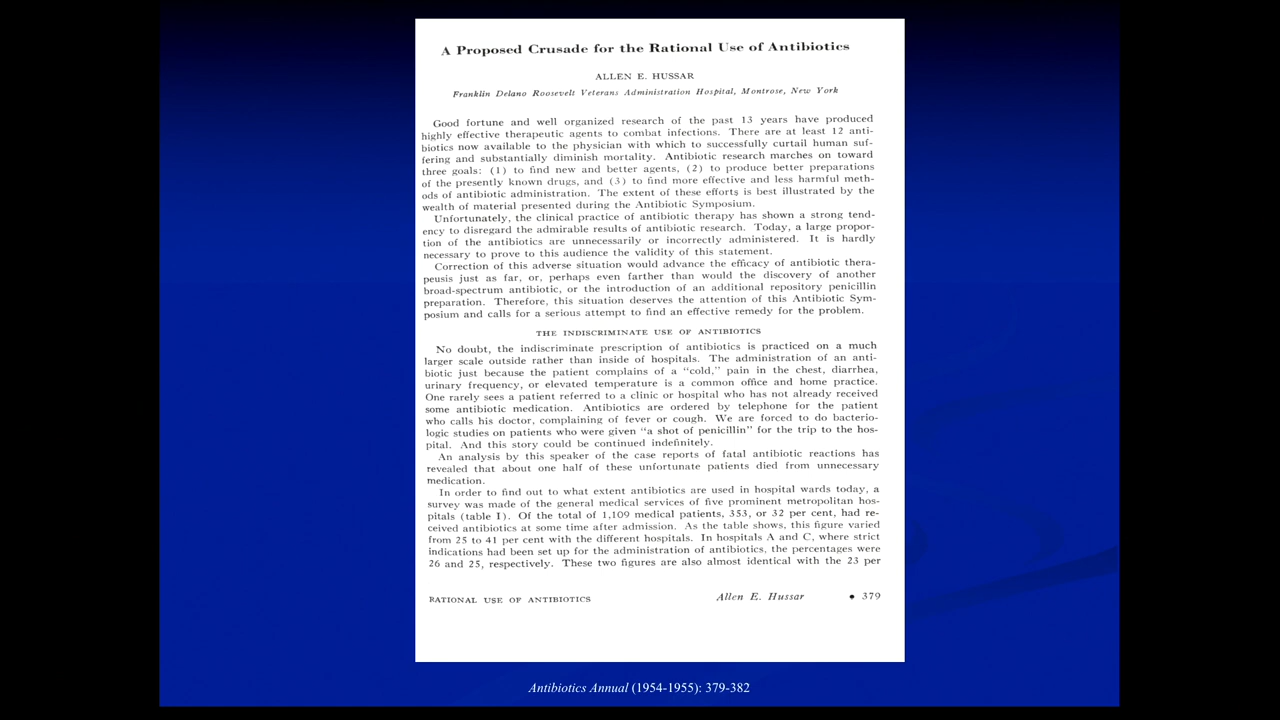 A Proposed Crusade for the Rational Use of Antibiotics
ALLEN E. HUSSAR
Franklin Delano Roosevelt Veterans Administration Hospital, Montrose, New York
Good fortune and well organized research of the past 13 years have produced
highly effective therapeutic agents to combat infections. There are at least 12 anti-
biotics now available to the physician with which to successfully curtail human suf-
fering and substantially diminish mortality. Antibiotic research marches on toward
three goals: (1) to find new and better agents, (2) to produce better preparations
of the presently known drugs, and (3) to find more effective and less harmful meth-
ods of antibiotic administration. The extent of these efforts is best illustrated by the
wealth of material presented during the Antibiotic Symposium.
Unfortunately, the clinical practice of antibiotic therapy has shown a strong tend-
ency to disregard the admirable results of antibiotic research. Today, a large propor-
tion of the antibiotics are unnecessarily or incorrectly administered. It is hardly
necessary to prove to this audience the validity of this statement.
Correction of this adverse situation would advance the efficacy of antibiotic thera-
peusis just as far, or, perhaps even farther than would the discovery of another
broad-spectrum antibiotic, or the introduction of an additional repository penicillin
preparation. Therefore, this situation deserves the attention of this Antibiotic Sym-
posium and calls for a serious attempt to find an effective remedy for the problem.
THE INDISCRIMINATE USE OF ANTIBIOTICS
No doubt, the indiscriminate prescription of antibiotics is practiced on a much
larger scale outside rather than inside of hospitals. The administration of an anti-
biotic just because the patient complains of a “cold,” pain in the chest, diarrhea,
urinary frequency, or elevated temperature is a common office and home practice.
One rarely sees a patient referred to a clinic or hospital who has not already received
some antibiotic medication. Antibiotics are ordered by telephone for the patient
who calls his doctor, complaining of fever or cough. We are forced to do bacterio-
logic studies on patients who were given “a shot of penicillin” for the trip to the hos-
pital. And this story could be continued indefinitely.
An analysis by this speaker of the case reports of fatal antibiotic reactions has
revealed that about one half of these unfortunate patients died from unnecessary
medication.
In order to find out to what extent antibiotics are used in hospital wards today, a
survey was made of the general medical services of five prominent metropolitan hos-
pitals (table I). Of the total of 1,109 medical patients, 353, or 32 per cent, had re-
ceived antibiotics at some time after admission. As the table shows, this figure varied
from 25 to 41 per cent with the different hospitals. In hospitals A and C, where strict
indications had been set up for the administration of antibiotics, the percentages were
26 and 25, respectively. These two figures are also almost identical with the 23 per
RATIONAL USE OF ANTIBIOTICS Allen E. Hussar • 379
Antibiotics Annual (1954-1955): 379-382